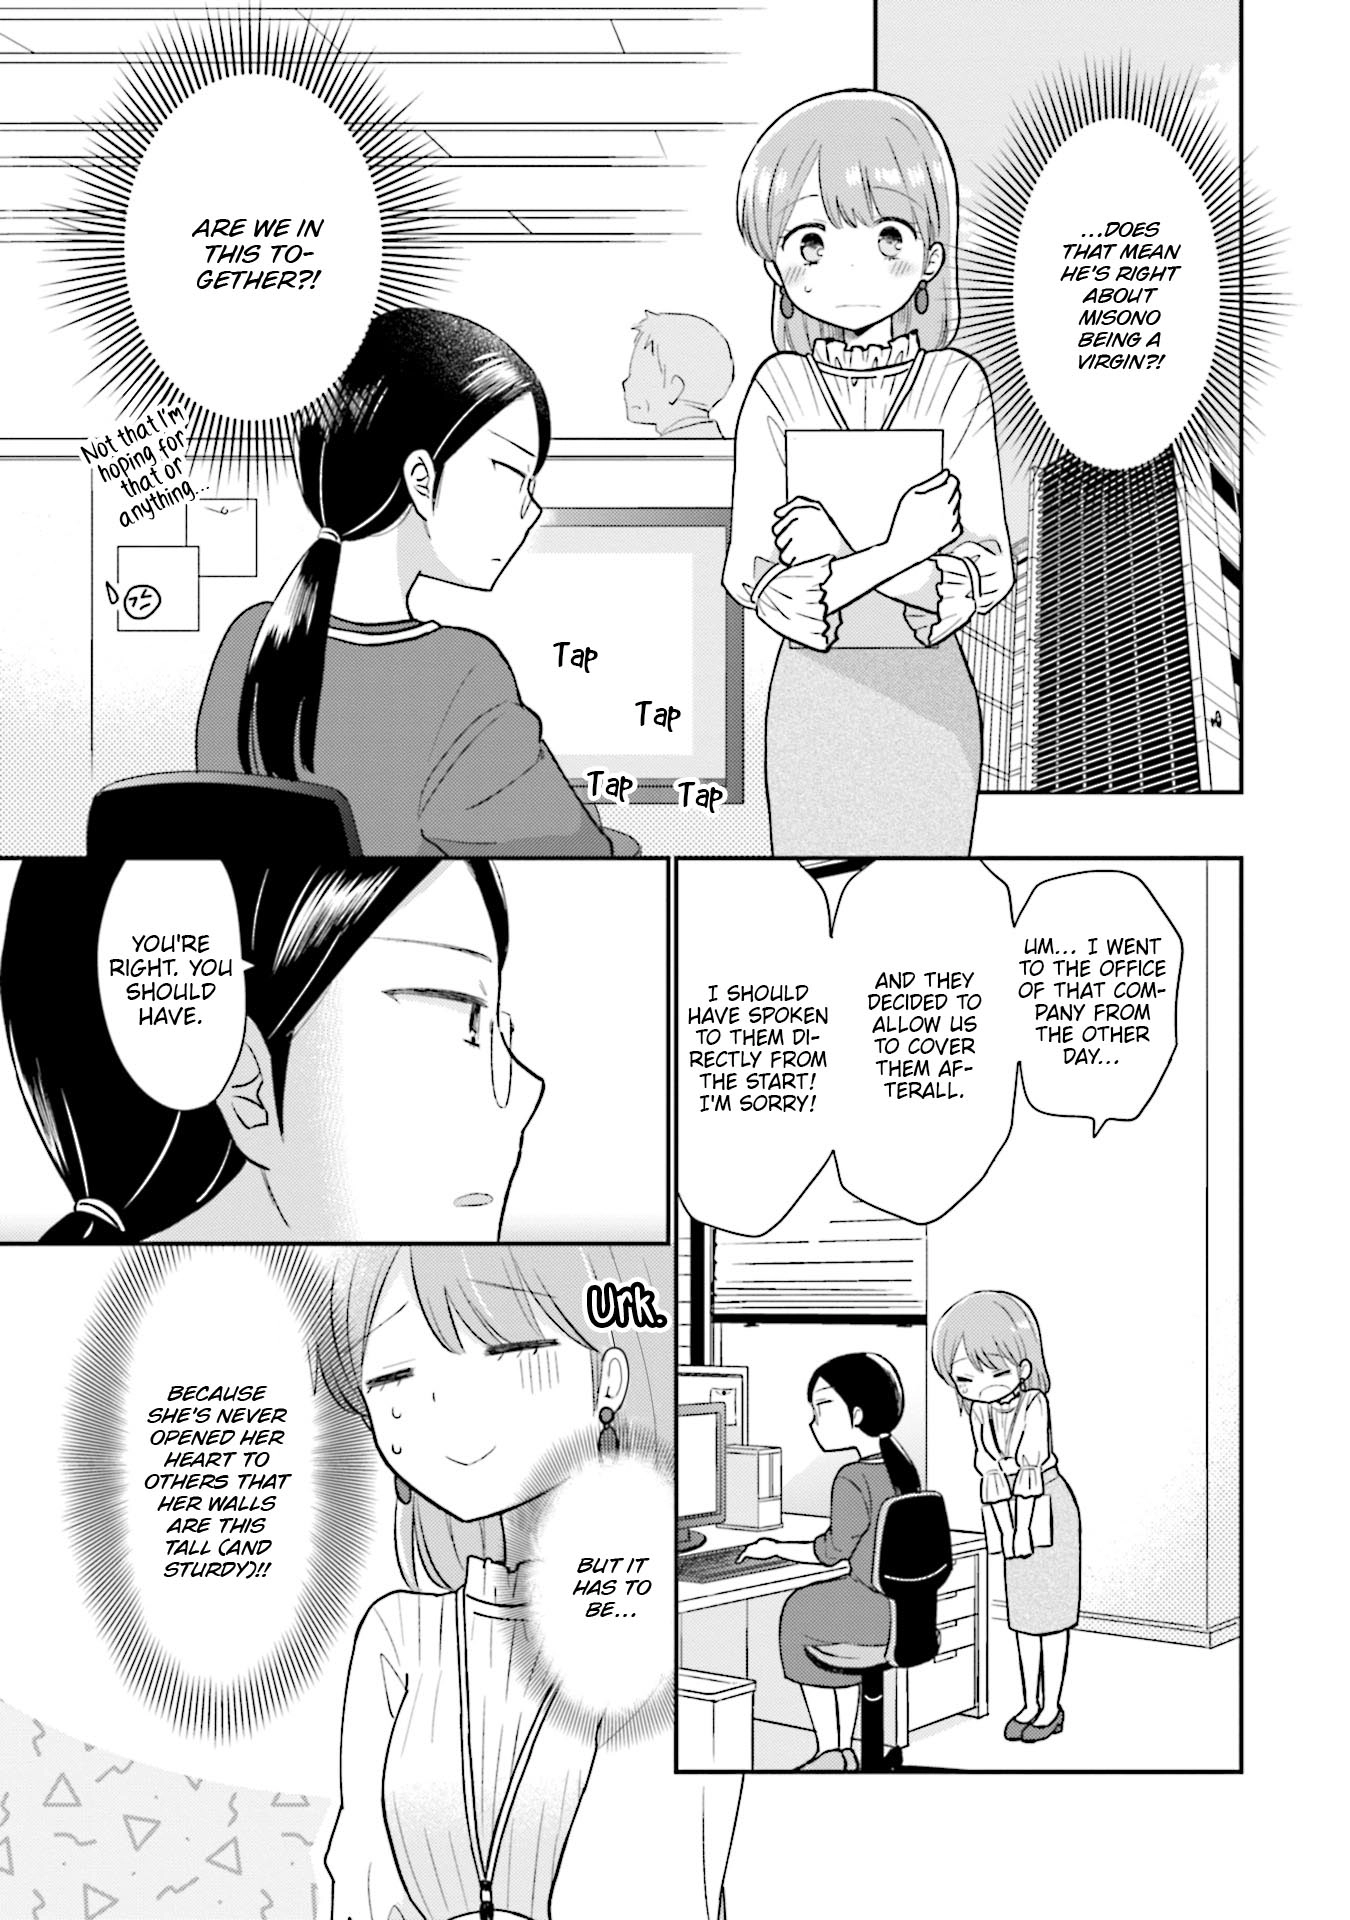 ...DOES
THAT MEAN
HE'S RIGHT
ABOUT
MISONO
BEING A
VIRGIN?!
ARE WE IN
THIS TO-
GETHER?!
Not that I'm
hoping for
that or
anything...
Tap
Tap
Tap
Tap
UM... I WENT
TO THE OFFICE
OF THAT COM-
PANY FROM
THE OTHER
DAY...
AND THEY
DECIDED TO
ALLOW US
TO COVER
THEM AF-
TERALL.
I SHOULD
HAVE SPOKEN
TO THEM DI-
RECTLY FROM
THE START!
I'M SORRY!
YOU'RE
RIGHT. YOU
SHOULD
HAVE.
Urk.
BUT IT
HAS TO
BE...
BECAUSE
SHE'S NEVER
OPENED HER
HEART TO
OTHERS THAT
HER WALLS
ARE THIS
TALL (AND
STURDY)!!